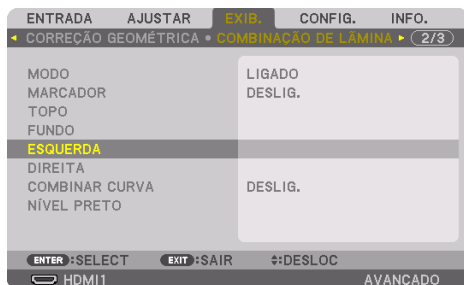 ENTRADA AJUSTAR EXIB. CONFIG. INFO.
CORREÇÃO GEOMÉTRICA • COMBINAÇÃO DE LÂMINA 2/3
MODO LIGADO
MARCADOR DESLIG.
TOPO
FUNDO
ESQUERDA
DIREITA
COMBINAR CURVA DESLIG.
NÍVEL PRETO
ENTER :SELECT EXIT :SAIR :DESLOC
HDMI1 AVANCADO